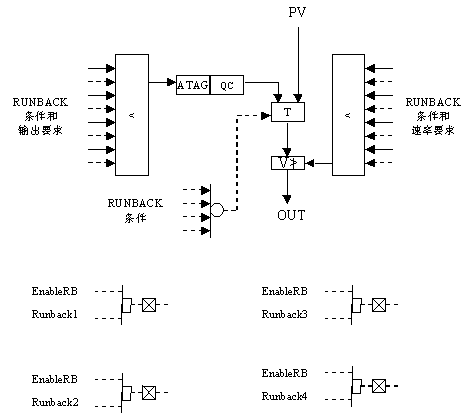 PV
ATAG QC
RUNBACK
条件和
输出要求
<
T
<
RUNBACK
条件和
速率要求
V≯
RUNBACK
条件
OUT
EnableRB
Runback1
EnableRB
Runback3
EnableRB
Runback2
EnableRB
Runback4